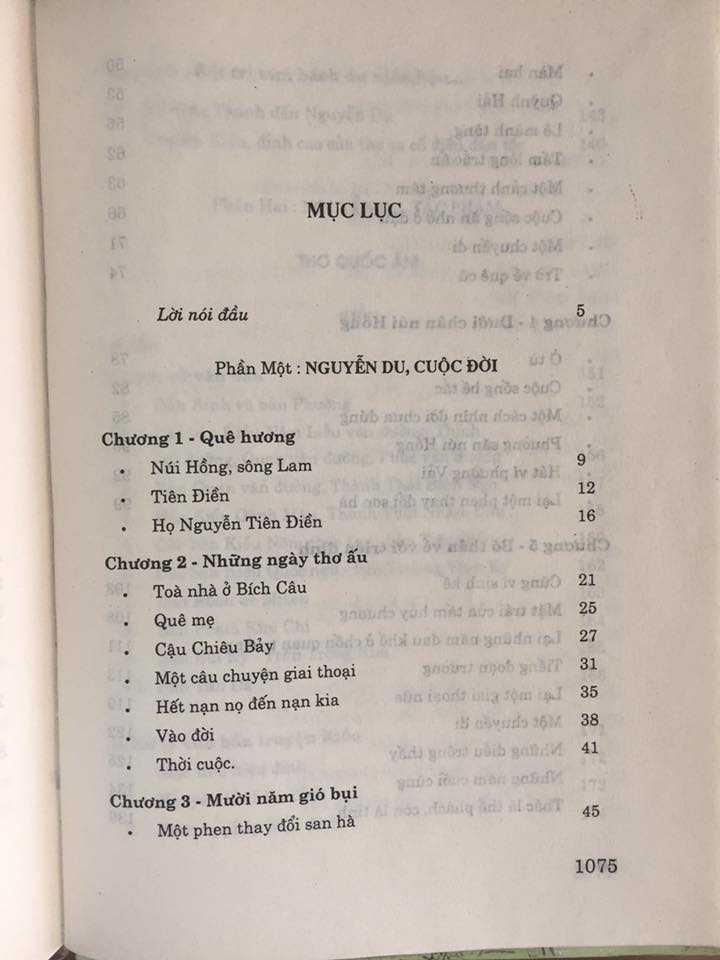 MỤC LỤC
Lời nói đầu 5
Phần Một : NGUYỄN DU, CUỘC ĐỜI
Chương 1 - Quê hương
• Núi Hồng, sông Lam 9
• Tiên Điền 12
• Họ Nguyễn Tiên Điền 16
Chương 2 - Những ngày thơ ấu
• Toà nhà ở Bích Câu 21
• Quê mẹ 25
• Cậu Chiêu Bảy 27
• Một câu chuyện giai thoại 31
• Hết nạn nọ đến nạn kia 35
• Vào đời 38
• Thời cuộc. 41
Chương 3 - Mười năm gió bụi
• Một phen thay đổi san hà 45
1075